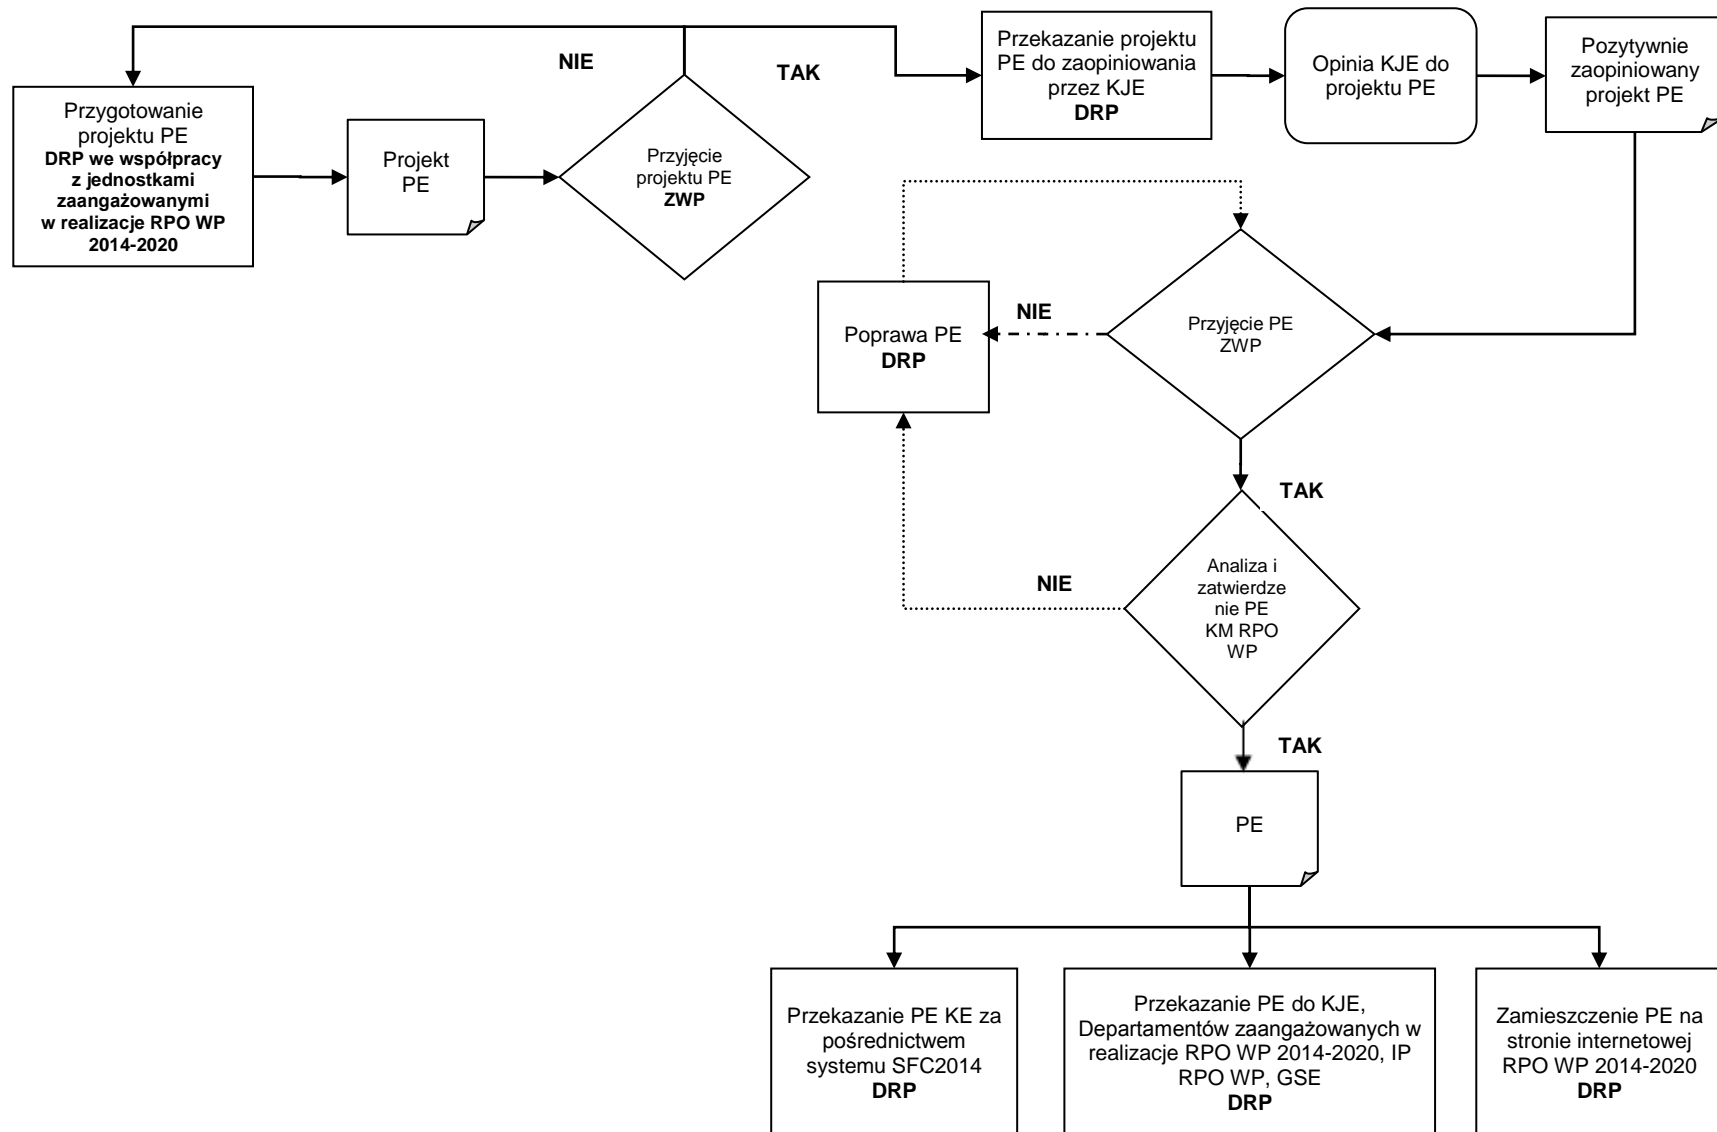 NIE
TAK
Przygotowanie
projektu PE
DRP we współpracy
z jednostkami
zaangażowanymi
w realizacje RPO WP
2014-2020
Projekt
PE
Przyjęcie
projektu PE
ZWP
Przekazanie projektu
PE do zaopiniowania
przez KJE
DRP
Opinia KJE do
projektu PE
Pozytywnie
zaopiniowany
projekt PE
Poprawa PE
DRP
NIE
Przyjęcie PE
ZWP
TAK
NIE
Analiza i
zatwierdze
nie PE
KM RPO
WP
TAK
PE
Przekazanie PE KE za
pośrednictwem
systemu SFC2014
DRP
Przekazanie PE do KJE,
Departamentów zaangażowanych w
realizacje RPO WP 2014-2020, IP
RPO WP, GSE
DRP
Zamieszczenie PE na
stronie internetowej
RPO WP 2014-2020
DRP